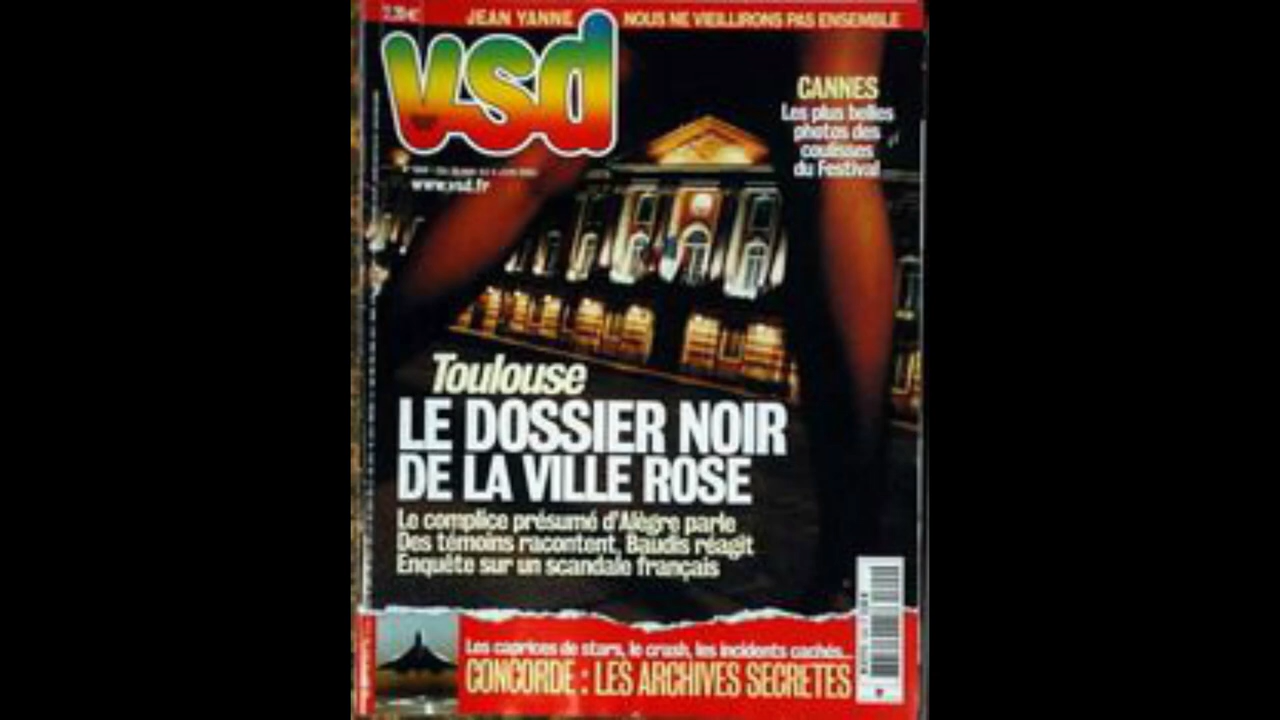 JEAN YANNE NOUS NE VIEILLIRONS PAS ENSEMBLE
vsd
www.vsd.fr
CANNES
Les plus belles
photos des
coulisses
du Festival
Toulouse
LE DOSSIER NOIR
DE LA VILLE ROSE
Le complice présumé d'Alègre parle
Des témoins racontent, Baudis réagit
Enquête sur un scandale français
Les caprices de stars, le crash, les incidents cachés...
CONCORDE : LES ARCHIVES SECRETES